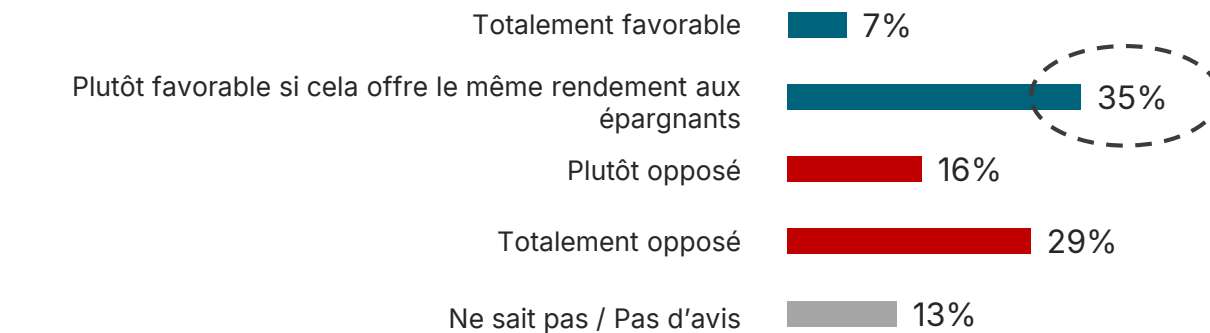 Totalement favorable 7%
Plutôt favorable si cela offre le même rendement aux
épargnants 35%
Plutôt opposé 16%
Totalement opposé 29%
Ne sait pas / Pas d’avis 13%